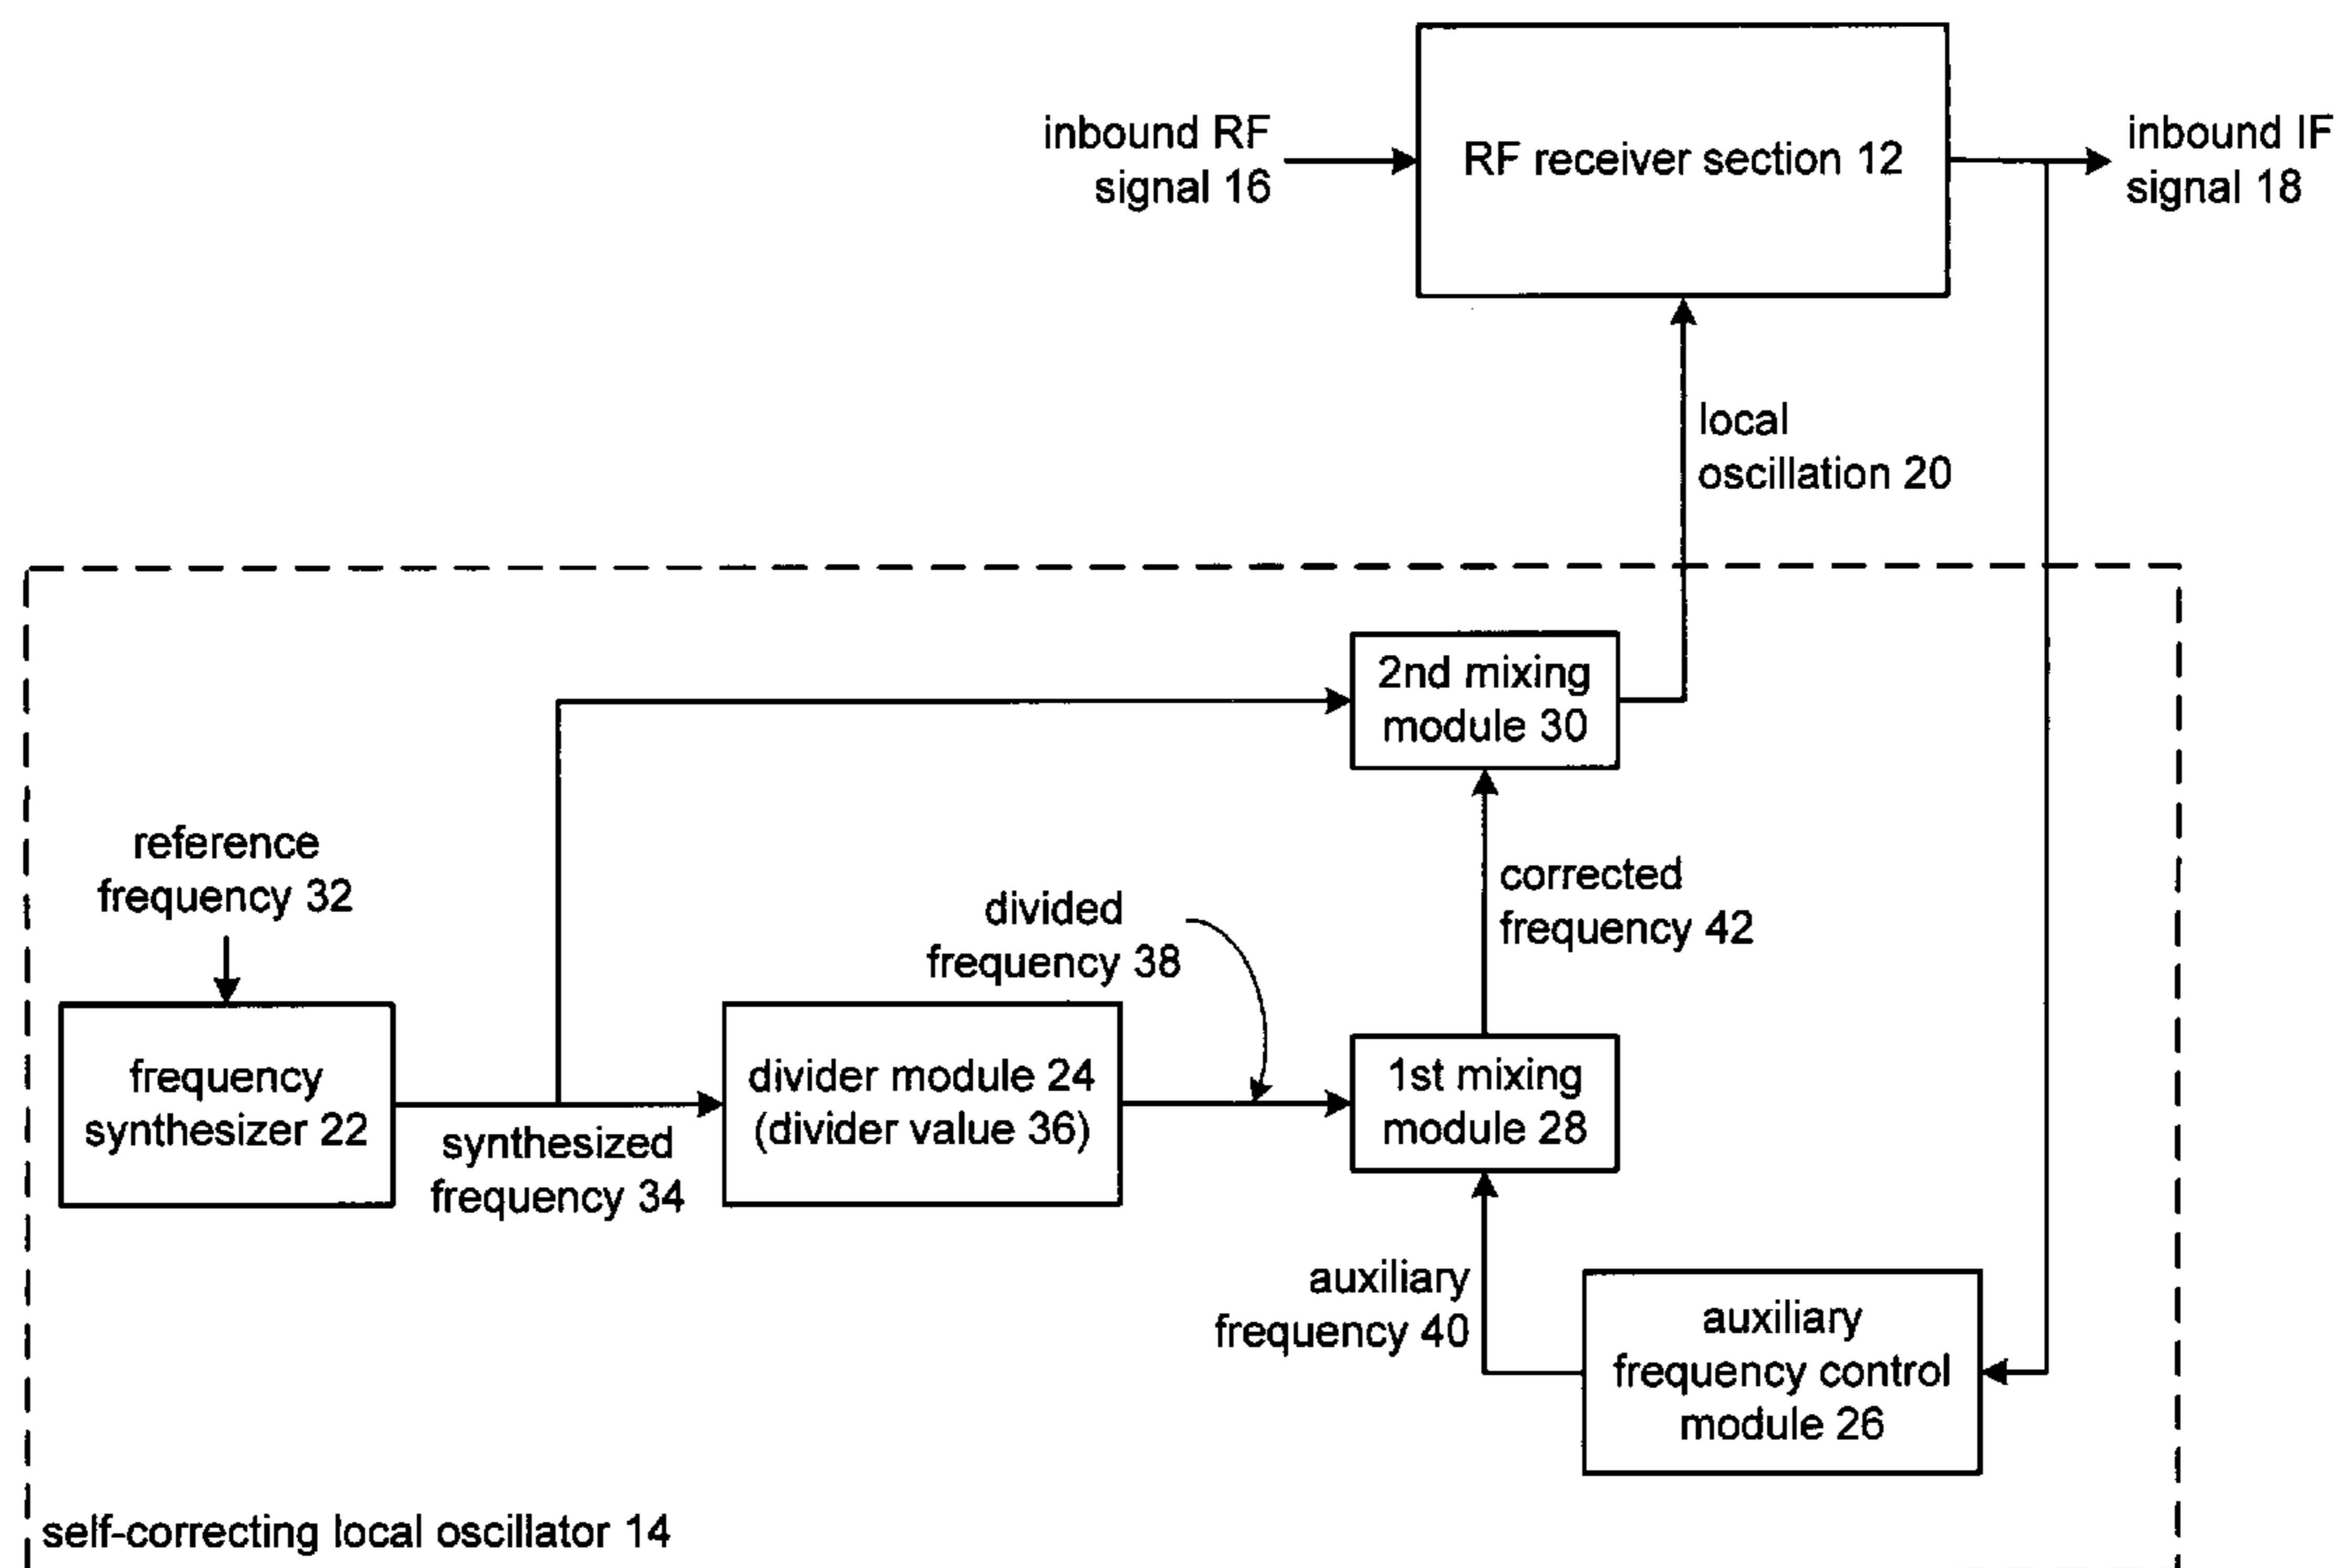 inbound RF
signal 16
RF receiver section 12
inbound IF
signal 18
local
oscillation 20
2nd mixing
module 30
reference
frequency 32
corrected
frequency 42
divided
frequency 38
frequency
synthesizer 22
synthesized
frequency 34
divider module 24
(divider value 36)
1st mixing
module 28
auxiliary
frequency 40
auxiliary
frequency control
module 26
self-correcting local oscillator 14